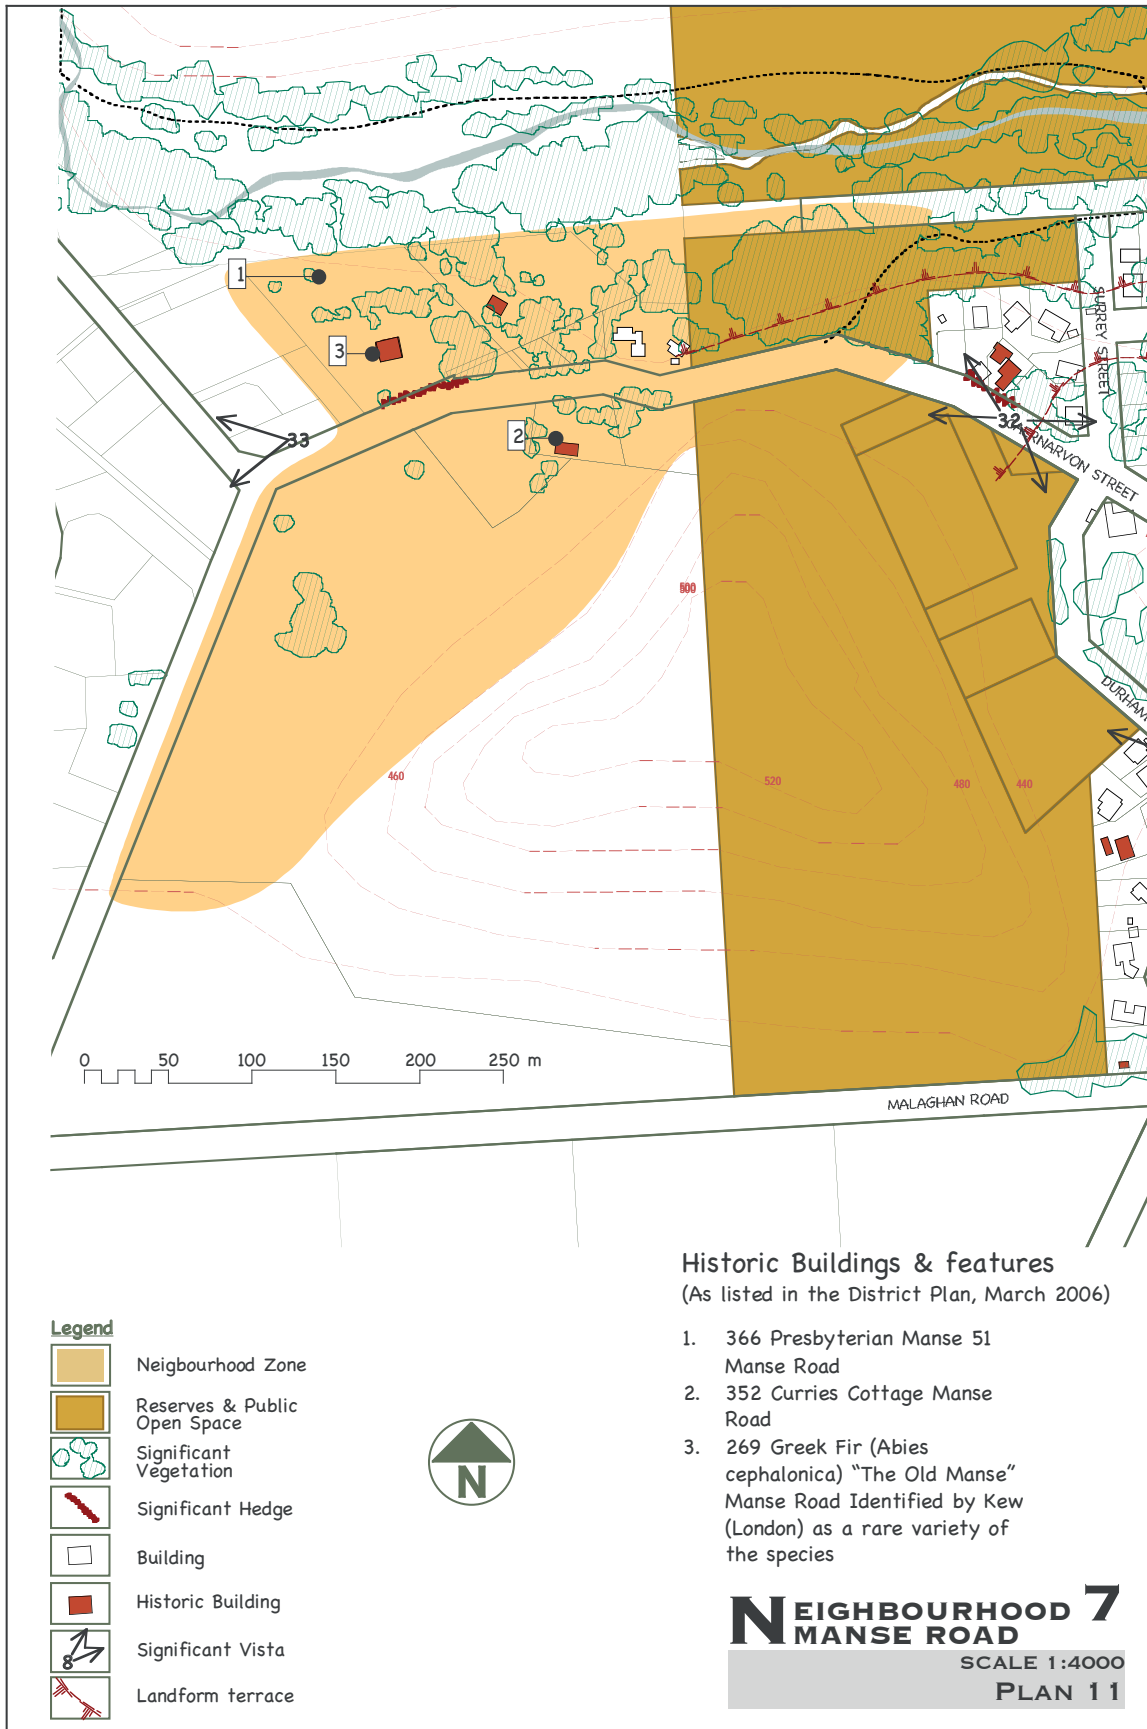 1
3
2
33
32
SURREY STREET
CAERNARVON STREET
DURHAM
500
460
520
480
440
0 50 100 150 200 250 m
MALAGHAN ROAD
Historic Buildings & features
(As listed in the District Plan, March 2006)
1. 366 Presbyterian Manse 51
Manse Road
2. 352 Curries Cottage Manse
Road
3. 269 Greek Fir (Abies
cephalonica) “The Old Manse”
Manse Road Identified by Kew
(London) as a rare variety of
the species
Legend
Neigbourhood Zone
Reserves & Public
Open Space
Significant
Vegetation
Significant Hedge
Building
Historic Building
8
Significant Vista
Landform terrace
N
NEIGHBOURHOOD 7
MANSE ROAD
SCALE 1:4000
PLAN 11